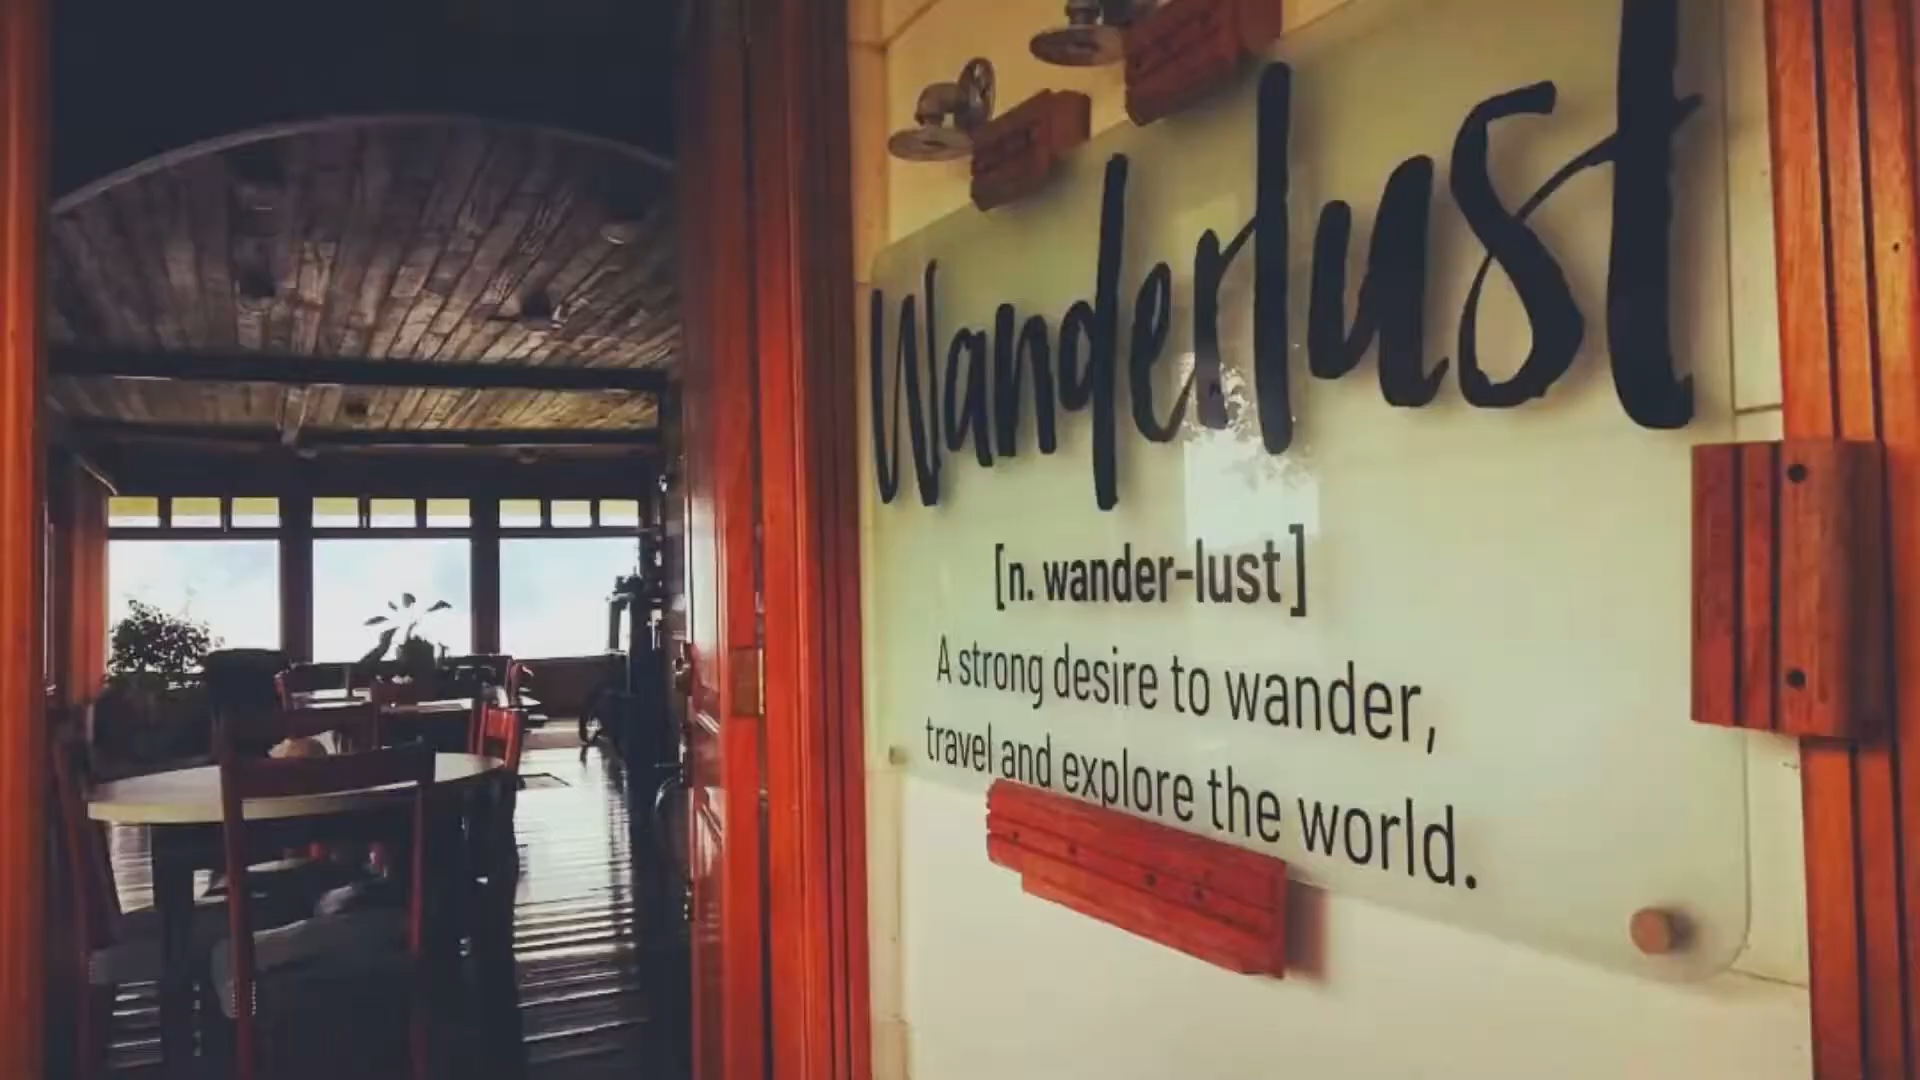 Wanderlust
[n. wander-lust]
A strong desire to wander,
travel and explore the world.